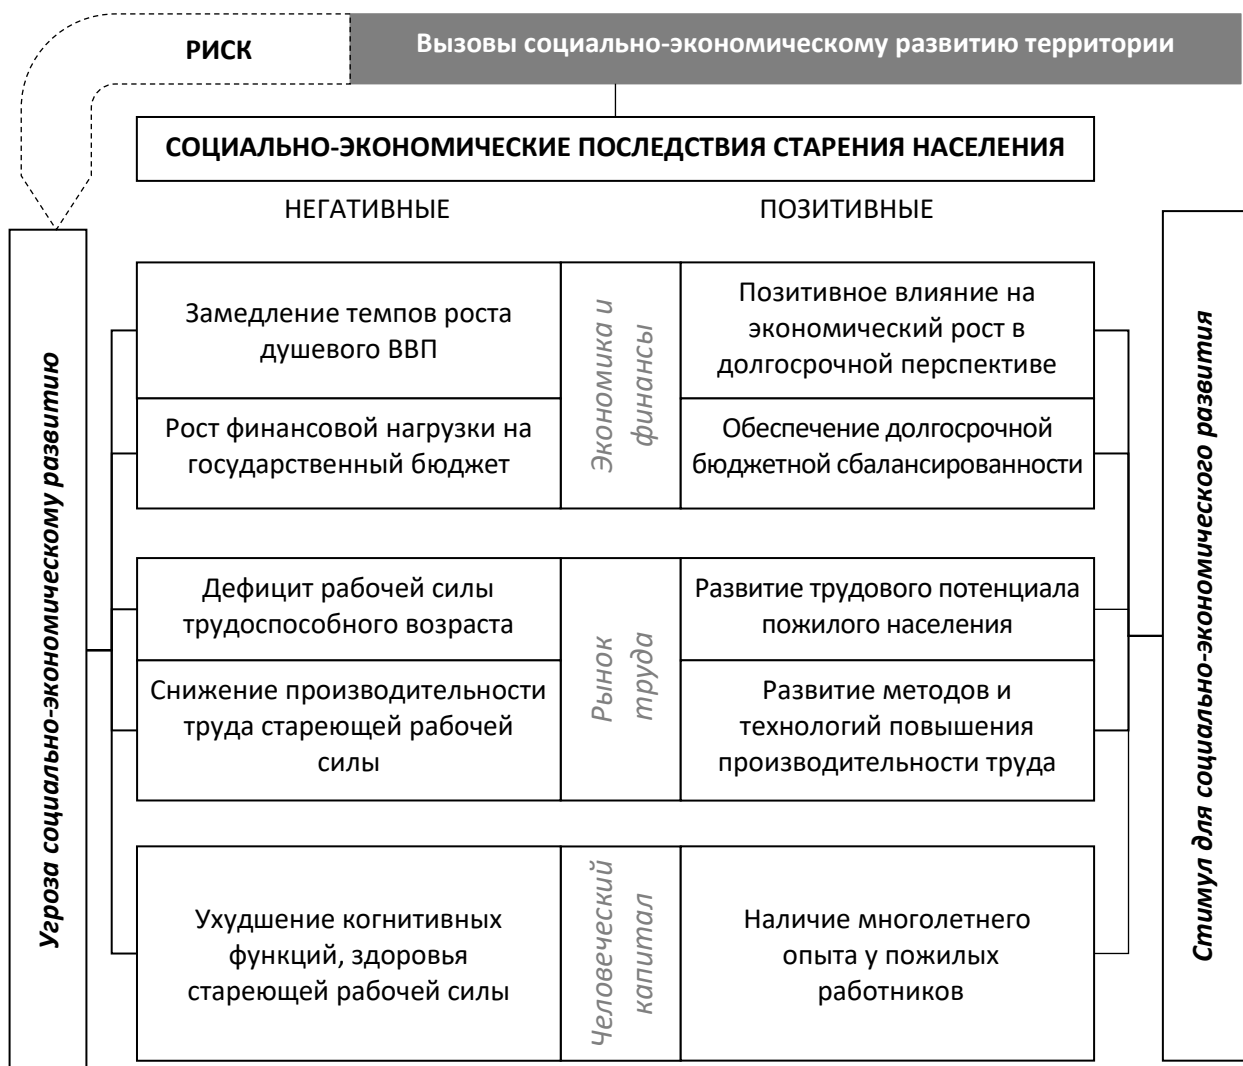 РИСК
Вызовы социально-экономическому развитию территории
СОЦИАЛЬНО-ЭКОНОМИЧЕСКИЕ ПОСЛЕДСТВИЯ СТАРЕНИЯ НАСЕЛЕНИЯ
НЕГАТИВНЫЕ
ПОЗИТИВНЫЕ
Угроза социально-экономическому развитию
Замедление темпов роста
душевого ВВП
Рост финансовой нагрузки на
государственный бюджет
Экономика и
финансы
Позитивное влияние на
экономический рост в
долгосрочной перспективе
Обеспечение долгосрочной
бюджетной сбалансированности
Дефицит рабочей силы
трудоспособного возраста
Снижение производительности
труда стареющей рабочей
силы
Рынок
труда
Развитие трудового потенциала
пожилого населения
Развитие методов и
технологий повышения
производительности труда
Ухудшение когнитивных
функций, здоровья
стареющей рабочей силы
Человеческий
капитал
Наличие многолетнего
опыта у пожилых
работников
Стимул для социально-экономического развития